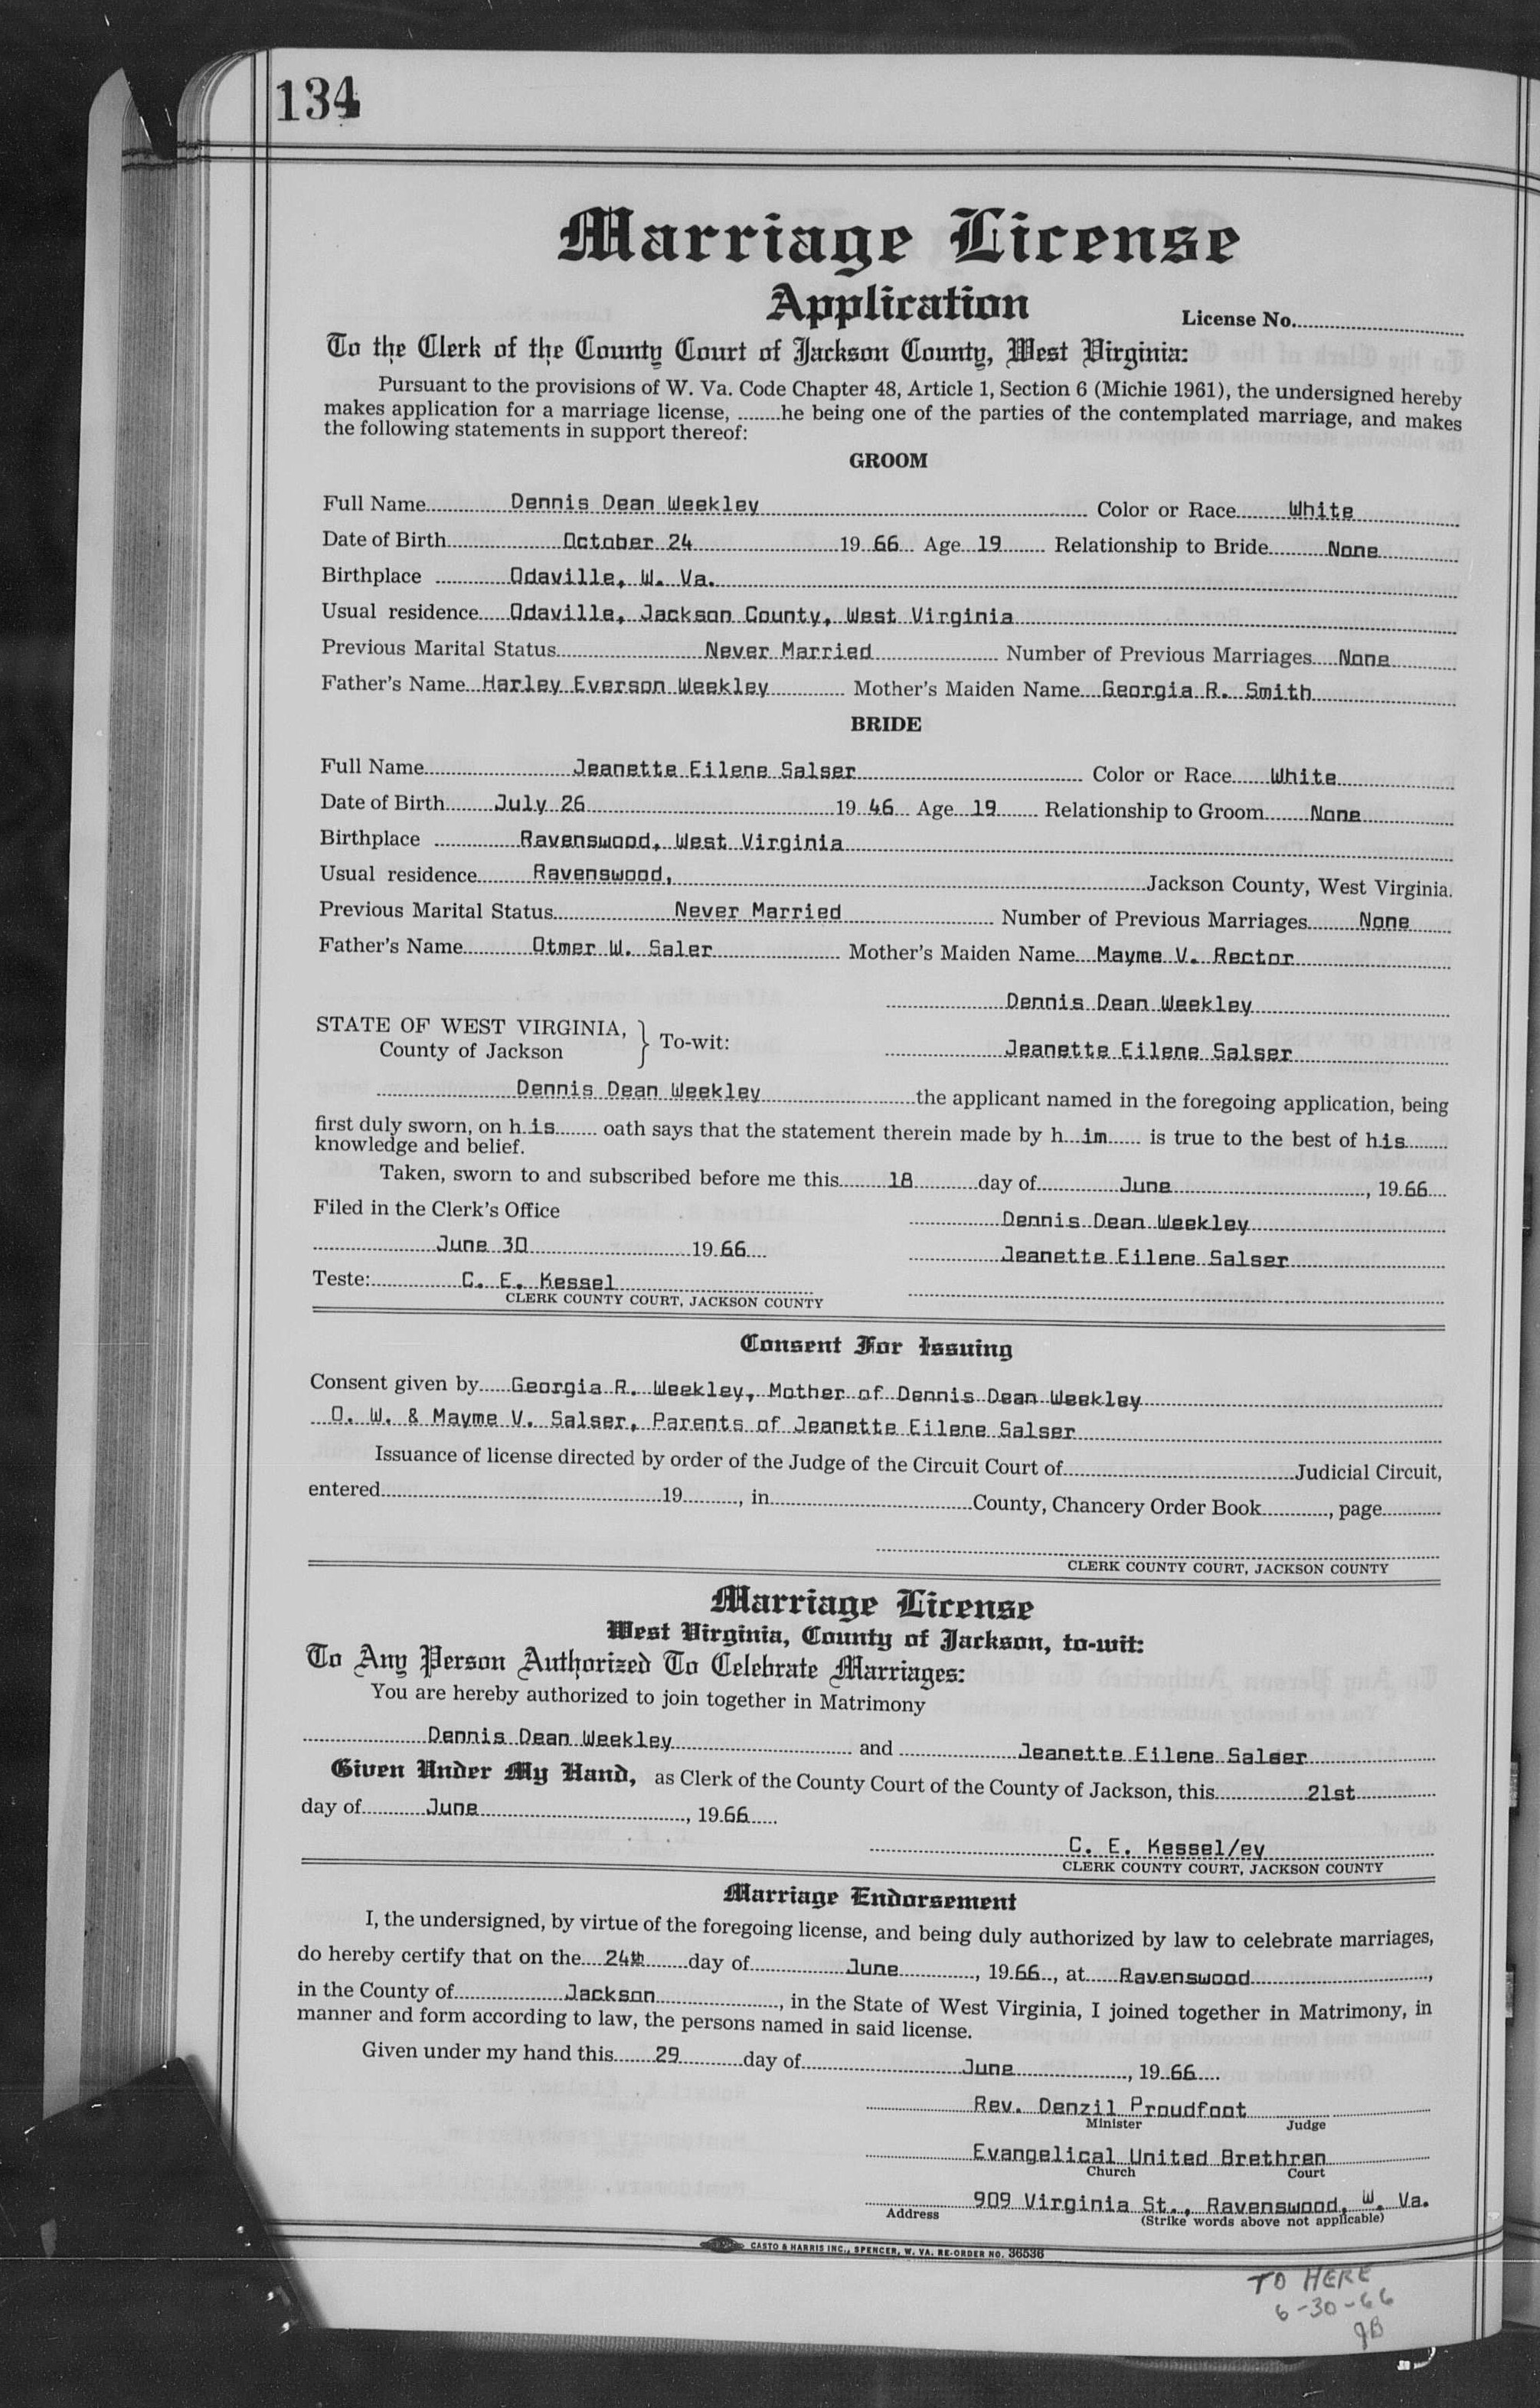 134
Marriage License
Application
License No.
To the Clerk of the County Court of Jackson County, West Virginia:
Pursuant to the provisions of W. Va. Code Chapter 48, Article 1, Section 6 (Michie 1961), the undersigned hereby
makes application for a marriage license, ........he being one of the parties of the contemplated marriage, and makes
the following statements in support thereof:
GROOM
Full Name Dennis Dean Weekley Color or Race White
Date of Birth October 24 19 66 Age 19 Relationship to Bride None
Birthplace Odaville, W. Va.
Usual residence Odaville, Jackson County, West Virginia
Previous Marital Status Never Married Number of Previous Marriages None
Father's Name Harley Everson Weekley Mother's Maiden Name Georgia R. Smith
BRIDE
Full Name Jeanette Eilene Salser Color or Race White
Date of Birth July 26 19 46 Age 19 Relationship to Groom None
Birthplace Ravenswood, West Virginia
Usual residence Ravenswood, Jackson County, West Virginia.
Previous Marital Status Never Married Number of Previous Marriages None
Father's Name Otmer W. Saler Mother's Maiden Name Mayme V. Rector
Dennis Dean Weekley
STATE OF WEST VIRGINIA,
County of Jackson } To-wit:
Jeanette Eilene Salser
Dennis Dean Weekley the applicant named in the foregoing application, being
first duly sworn, on h is oath says that the statement therein made by h im is true to the best of his
knowledge and belief.
Taken, sworn to and subscribed before me this 18 day of June, 19 66
Filed in the Clerk's Office
Dennis Dean Weekley
June 30 19 66
Jeanette Eilene Salser
Teste: C. E. Kessel
CLERK COUNTY COURT, JACKSON COUNTY
Consent For Issuing
Consent given by Georgia R. Weekley, Mother of Dennis Dean Weekley
O. W. & Mayme V. Salser, Parents of Jeanette Eilene Salser
Issuance of license directed by order of the Judge of the Circuit Court of Judicial Circuit,
entered 19, in County, Chancery Order Book, page
CLERK COUNTY COURT, JACKSON COUNTY
Marriage License
West Virginia, County of Jackson, to-wit:
To Any Person Authorized To Celebrate Marriages:
You are hereby authorized to join together in Matrimony
Dennis Dean Weekley and Jeanette Eilene Salser
Given Under My Hand, as Clerk of the County Court of the County of Jackson, this 21st
day of June, 19 66
C. E. Kessel/ey
CLERK COUNTY COURT, JACKSON COUNTY
Marriage Endorsement
I, the undersigned, by virtue of the foregoing license, and being duly authorized by law to celebrate marriages,
do hereby certify that on the 24th day of June, 19 66, at Ravenswood,
in the County of Jackson, in the State of West Virginia, I joined together in Matrimony, in
manner and form according to law, the persons named in said license.
Given under my hand this 29 day of June, 19 66
Rev. Denzil Proudfoot
Minister Judge
Evangelical United Brethren
Church Court
909 Virginia St., Ravenswood, W. Va.
Address (Strike words above not applicable)
CASTO & HARRIS INC., SPENCER, W. VA. RE-ORDER NO. 36536
TO HERE
6-30-66
JB